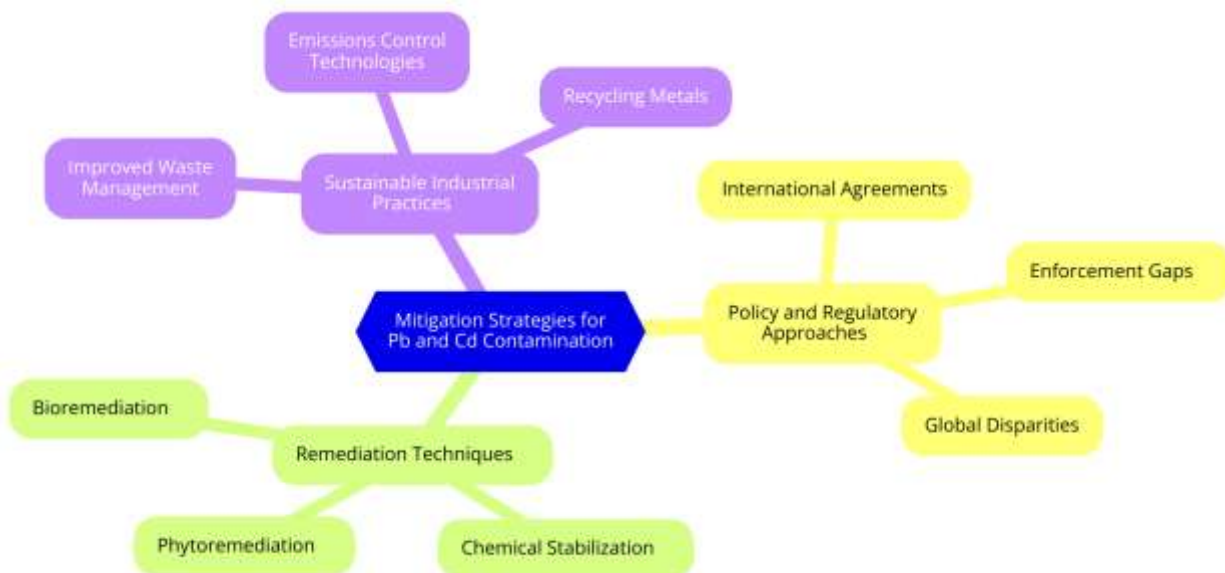 Emissions Control
Technologies
Recycling Metals
Improved Waste
Management
Sustainable Industrial
Practices
International Agreements
Enforcement Gaps
Policy and Regulatory
Approaches
Mitigation Strategies for
Pb and Cd Contamination
Global Disparities
Bioremediation
Remediation Techniques
Phytoremediation
Chemical Stabilization